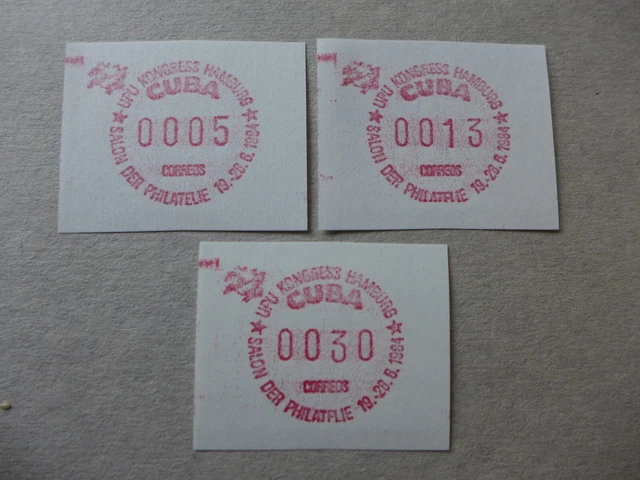 ★ UPU KONGRESS HAMBURG ★
CUBA
0005
CORREOS
SALON DER PHILATELIE 19.-26.6.1984
★ UPU KONGRESS HAMBURG ★
CUBA
0013
CORREOS
SALON DER PHILATELIE 19.-26.6.1984
★ UPU KONGRESS HAMBURG ★
CUBA
0030
CORREOS
SALON DER PHILATELIE 19.-26.6.1984